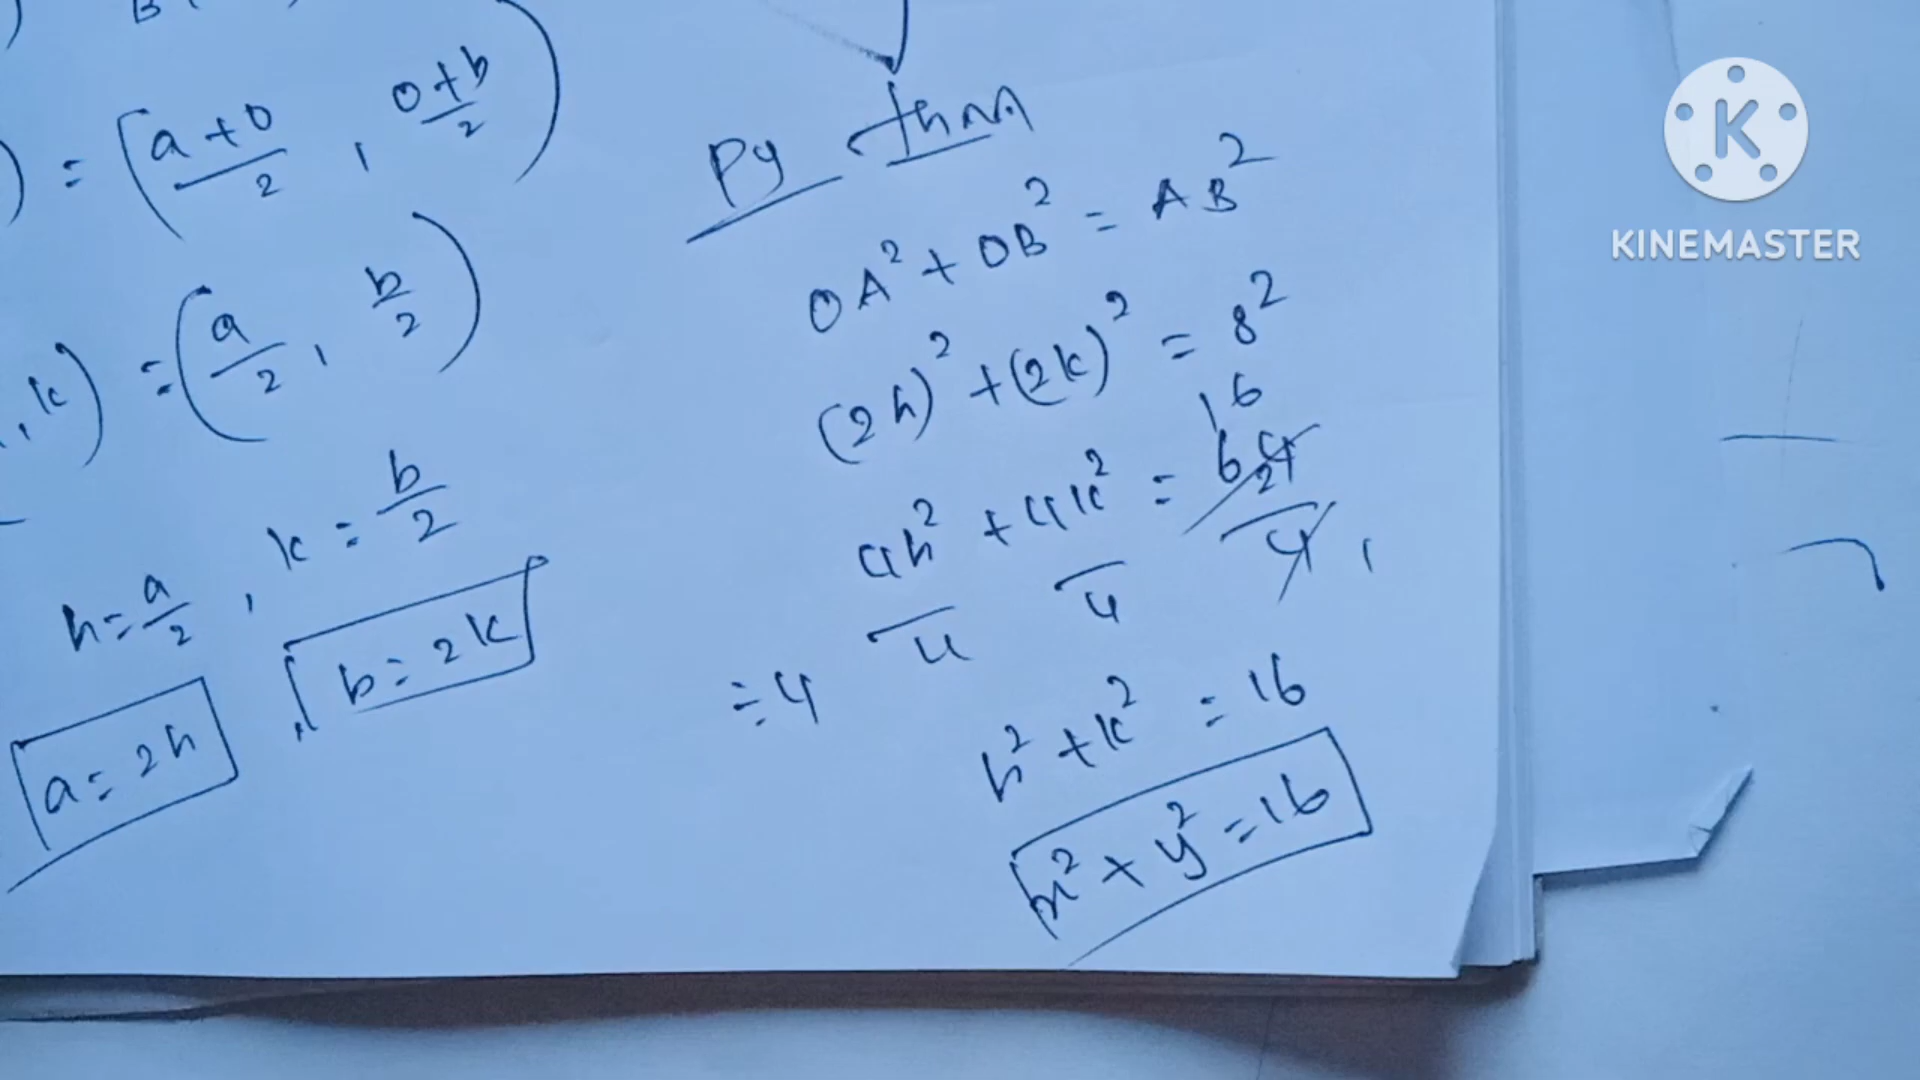 B(
) = (a+0/2 , 0+b/2)
, k) = (a/2 , b/2)
h = a/2 , k = b/2
a = 2h , b = 2k
= 4
Py thm
OA² + OB² = AB²
(2h)² + (2k)² = 8²
16
4h²/4 + 4k²/4 = 64/4 1
h² + k² = 16
x² + y² = 16
K
KINEMASTER